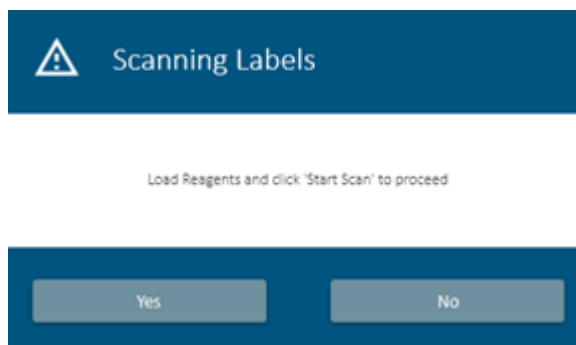 Scanning Labels
Load Reagents and click 'Start Scan' to proceed
Yes
No